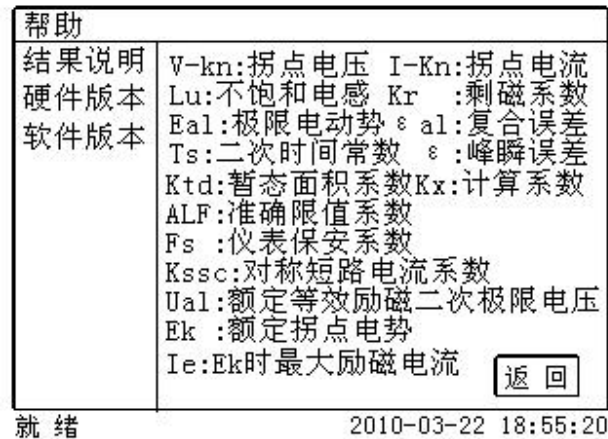 帮助
结果说明
硬件版本
软件版本
V-kn:拐点电压 I-Kn:拐点电流
Lu:不饱和电感 Kr :剩磁系数
Eal:极限电动势 εal:复合误差
Ts:二次时间常数 ε:峰瞬误差
Ktd:暂态面积系数Kx:计算系数
ALF:准确限值系数
Fs :仪表保安系数
Kssc:对称短路电流系数
Ual:额定等效励磁二次极限电压
Ek :额定拐点电势
Ie:Ek时最大励磁电流
返 回
就 绪
2010-03-22 18:55:20